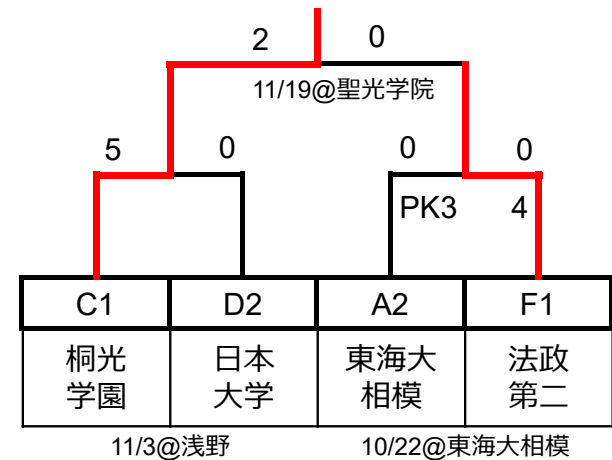 2 0
11/19@聖光学院
5 0 0 0
PK3 4
C1 D2 A2 F1
桐光 日本 東海大 法政
学園 大学 相模 第二
11/3@浅野 10/22@東海大相模